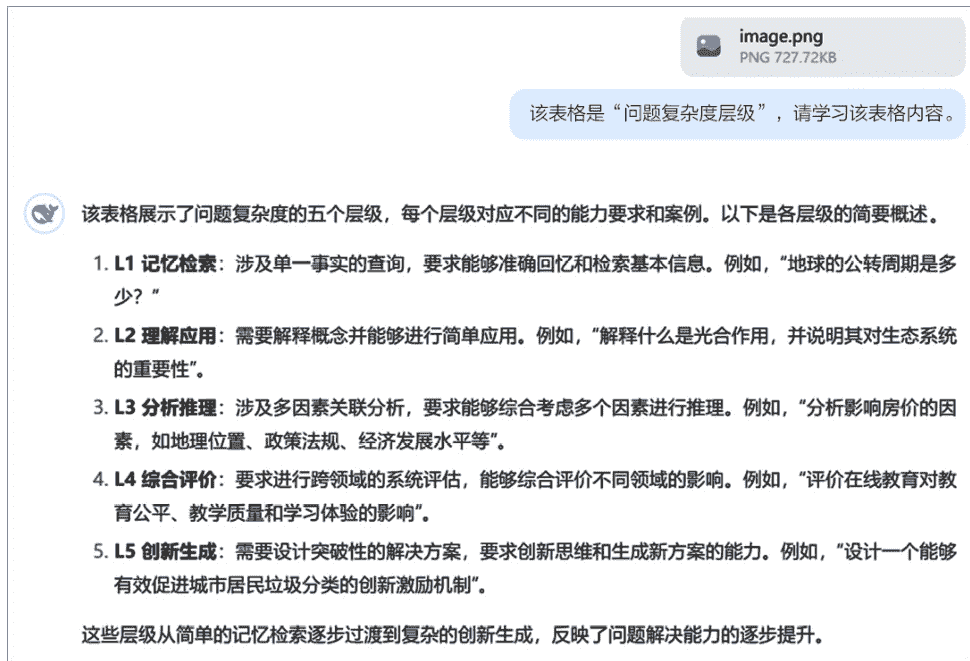 image.png
PNG 727.72KB
该表格是“问题复杂度层级”，请学习该表格内容。
该表格展示了问题复杂度的五个层级，每个层级对应不同的能力要求和案例。以下是各层级的简要概述。
1. L1 记忆检索：涉及单一事实的查询，要求能够准确回忆和检索基本信息。例如，“地球的公转周期是多
少？”
2. L2 理解应用：需要解释概念并能够进行简单应用。例如，“解释什么是光合作用，并说明其对生态系统
的重要性”。
3. L3 分析推理：涉及多因素关联分析，要求能够综合考虑多个因素进行推理。例如，“分析影响房价的因
素，如地理位置、政策法规、经济发展水平等”。
4. L4 综合评价：要求进行跨领域的系统评估，能够综合评价不同领域的影响。例如，“评价在线教育对教
育公平、教学质量和学习体验的影响”。
5. L5 创新生成：需要设计突破性的解决方案，要求创新思维和生成新方案的能力。例如，“设计一个能够
有效促进城市居民垃圾分类的创新激励机制”。
这些层级从简单的记忆检索逐步过渡到复杂的创新生成，反映了问题解决能力的逐步提升。